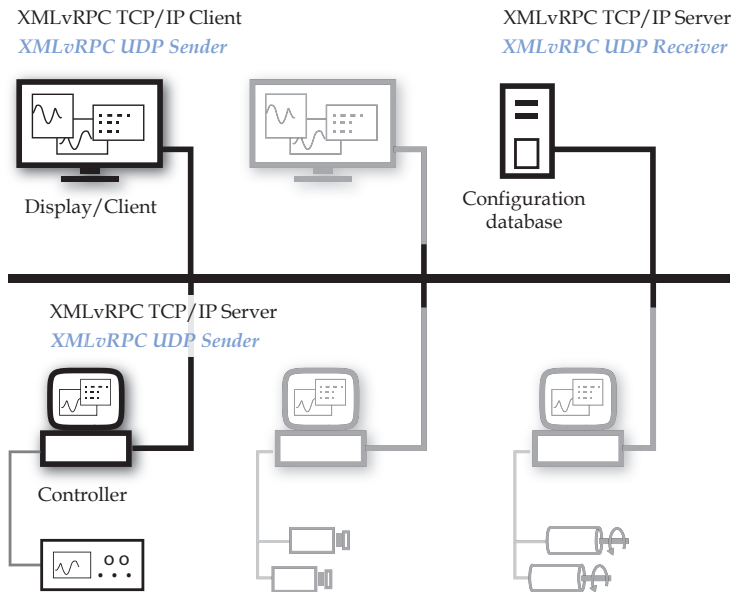 XMLvRPC TCP/IP Client
XMLvRPC UDP Sender
XMLvRPC TCP/IP Server
XMLvRPC UDP Receiver
Display/Client
Configuration
database
XMLvRPC TCP/IP Server
XMLvRPC UDP Sender
Controller